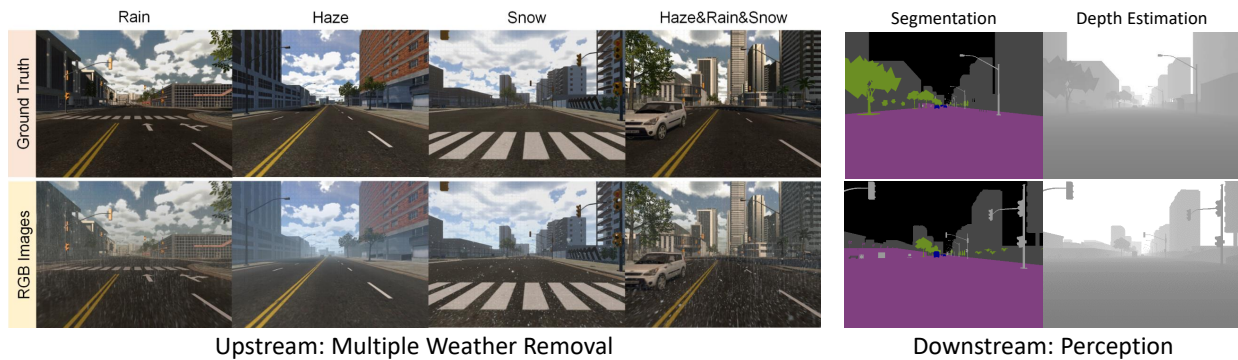 Rain Haze Snow Haze&Rain&Snow Segmentation Depth Estimation
Ground Truth
RGB Images
Upstream: Multiple Weather Removal Downstream: Perception